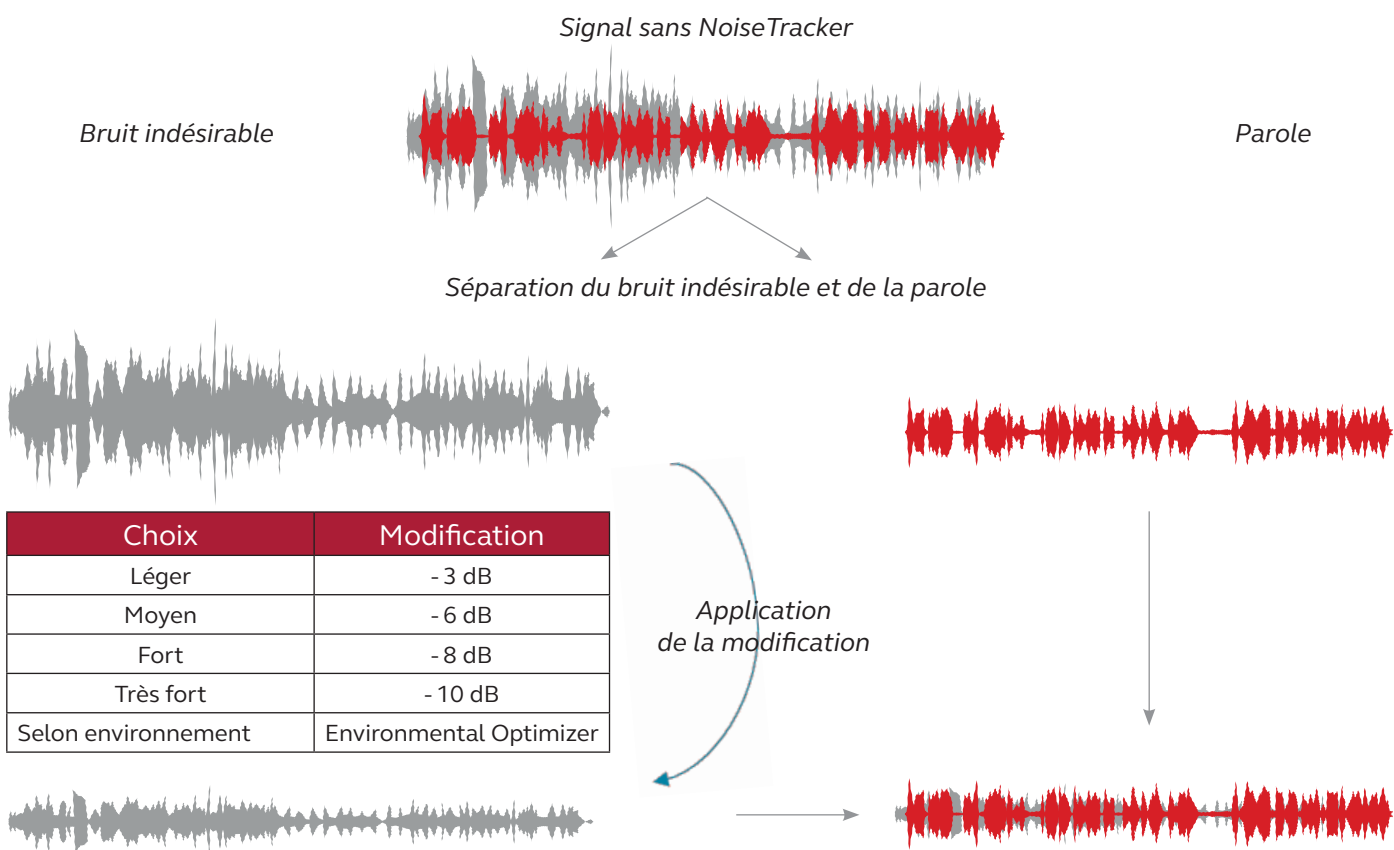 Signal sans NoiseTracker
Bruit indésirable
Parole
Séparation du bruit indésirable et de la parole
Choix Modification
Léger - 3 dB
Moyen - 6 dB
Fort - 8 dB
Très fort - 10 dB
Selon environnement Environmental Optimizer
Application
de la modification